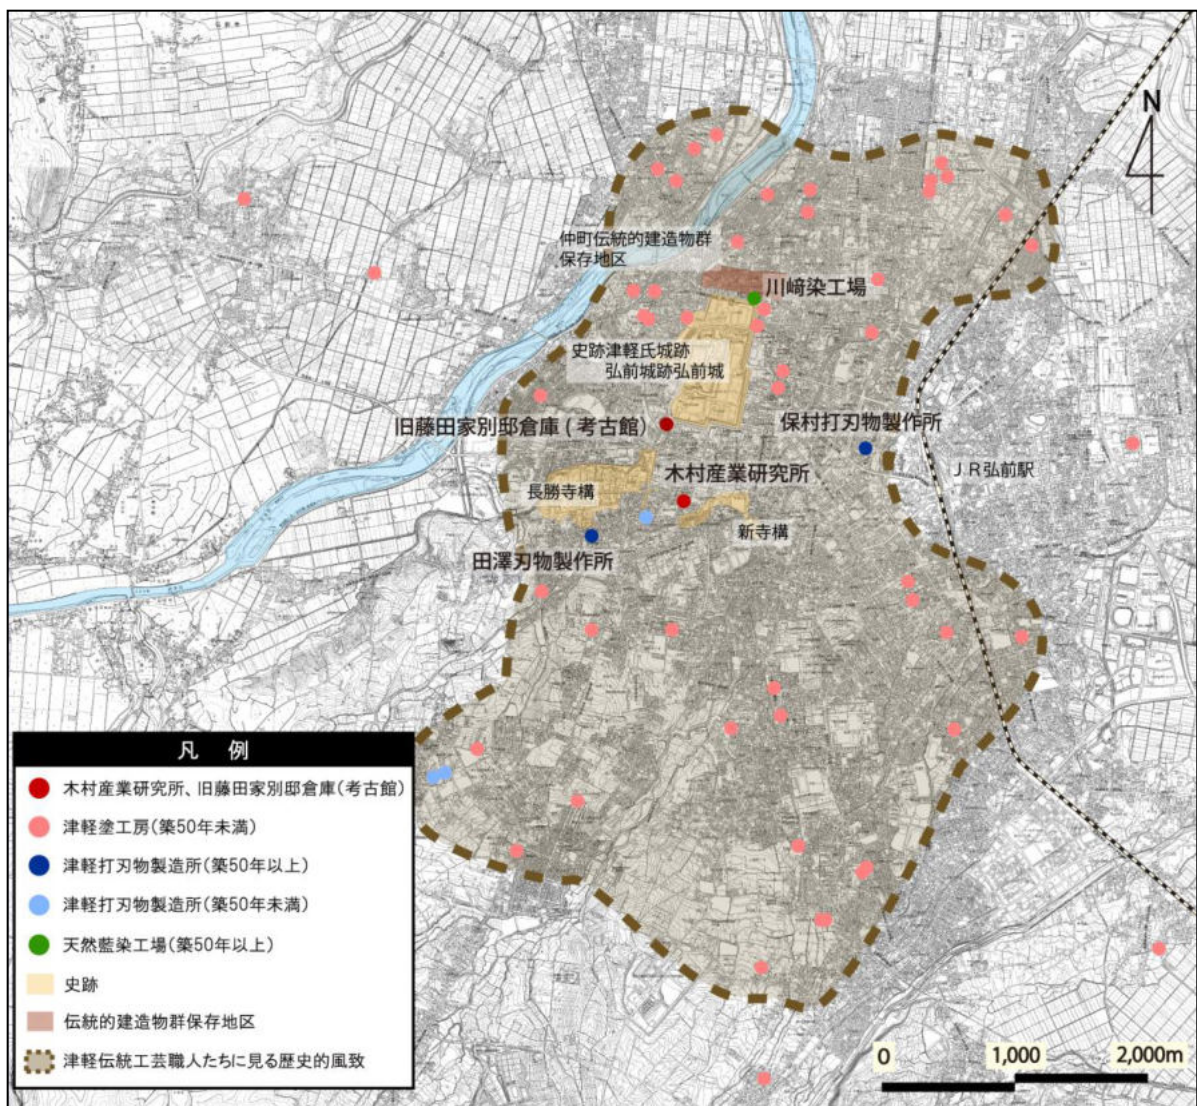 N
仲町伝統的建造物群
保存地区
川﨑染工場
史跡津軽氏城跡
弘前城跡弘前城
旧藤田家別邸倉庫(考古館)
保村打刃物製作所
木村産業研究所
JR弘前駅
長勝寺構
新寺構
田澤刃物製作所
凡 例
木村産業研究所、旧藤田家別邸倉庫(考古館)
津軽塗工房(築50年未満)
津軽打刃物製造所(築50年以上)
津軽打刃物製造所(築50年未満)
天然藍染工場(築50年以上)
史跡
伝統的建造物群保存地区
津軽伝統工芸職人たちに見る歴史的風致
0 1,000 2,000m